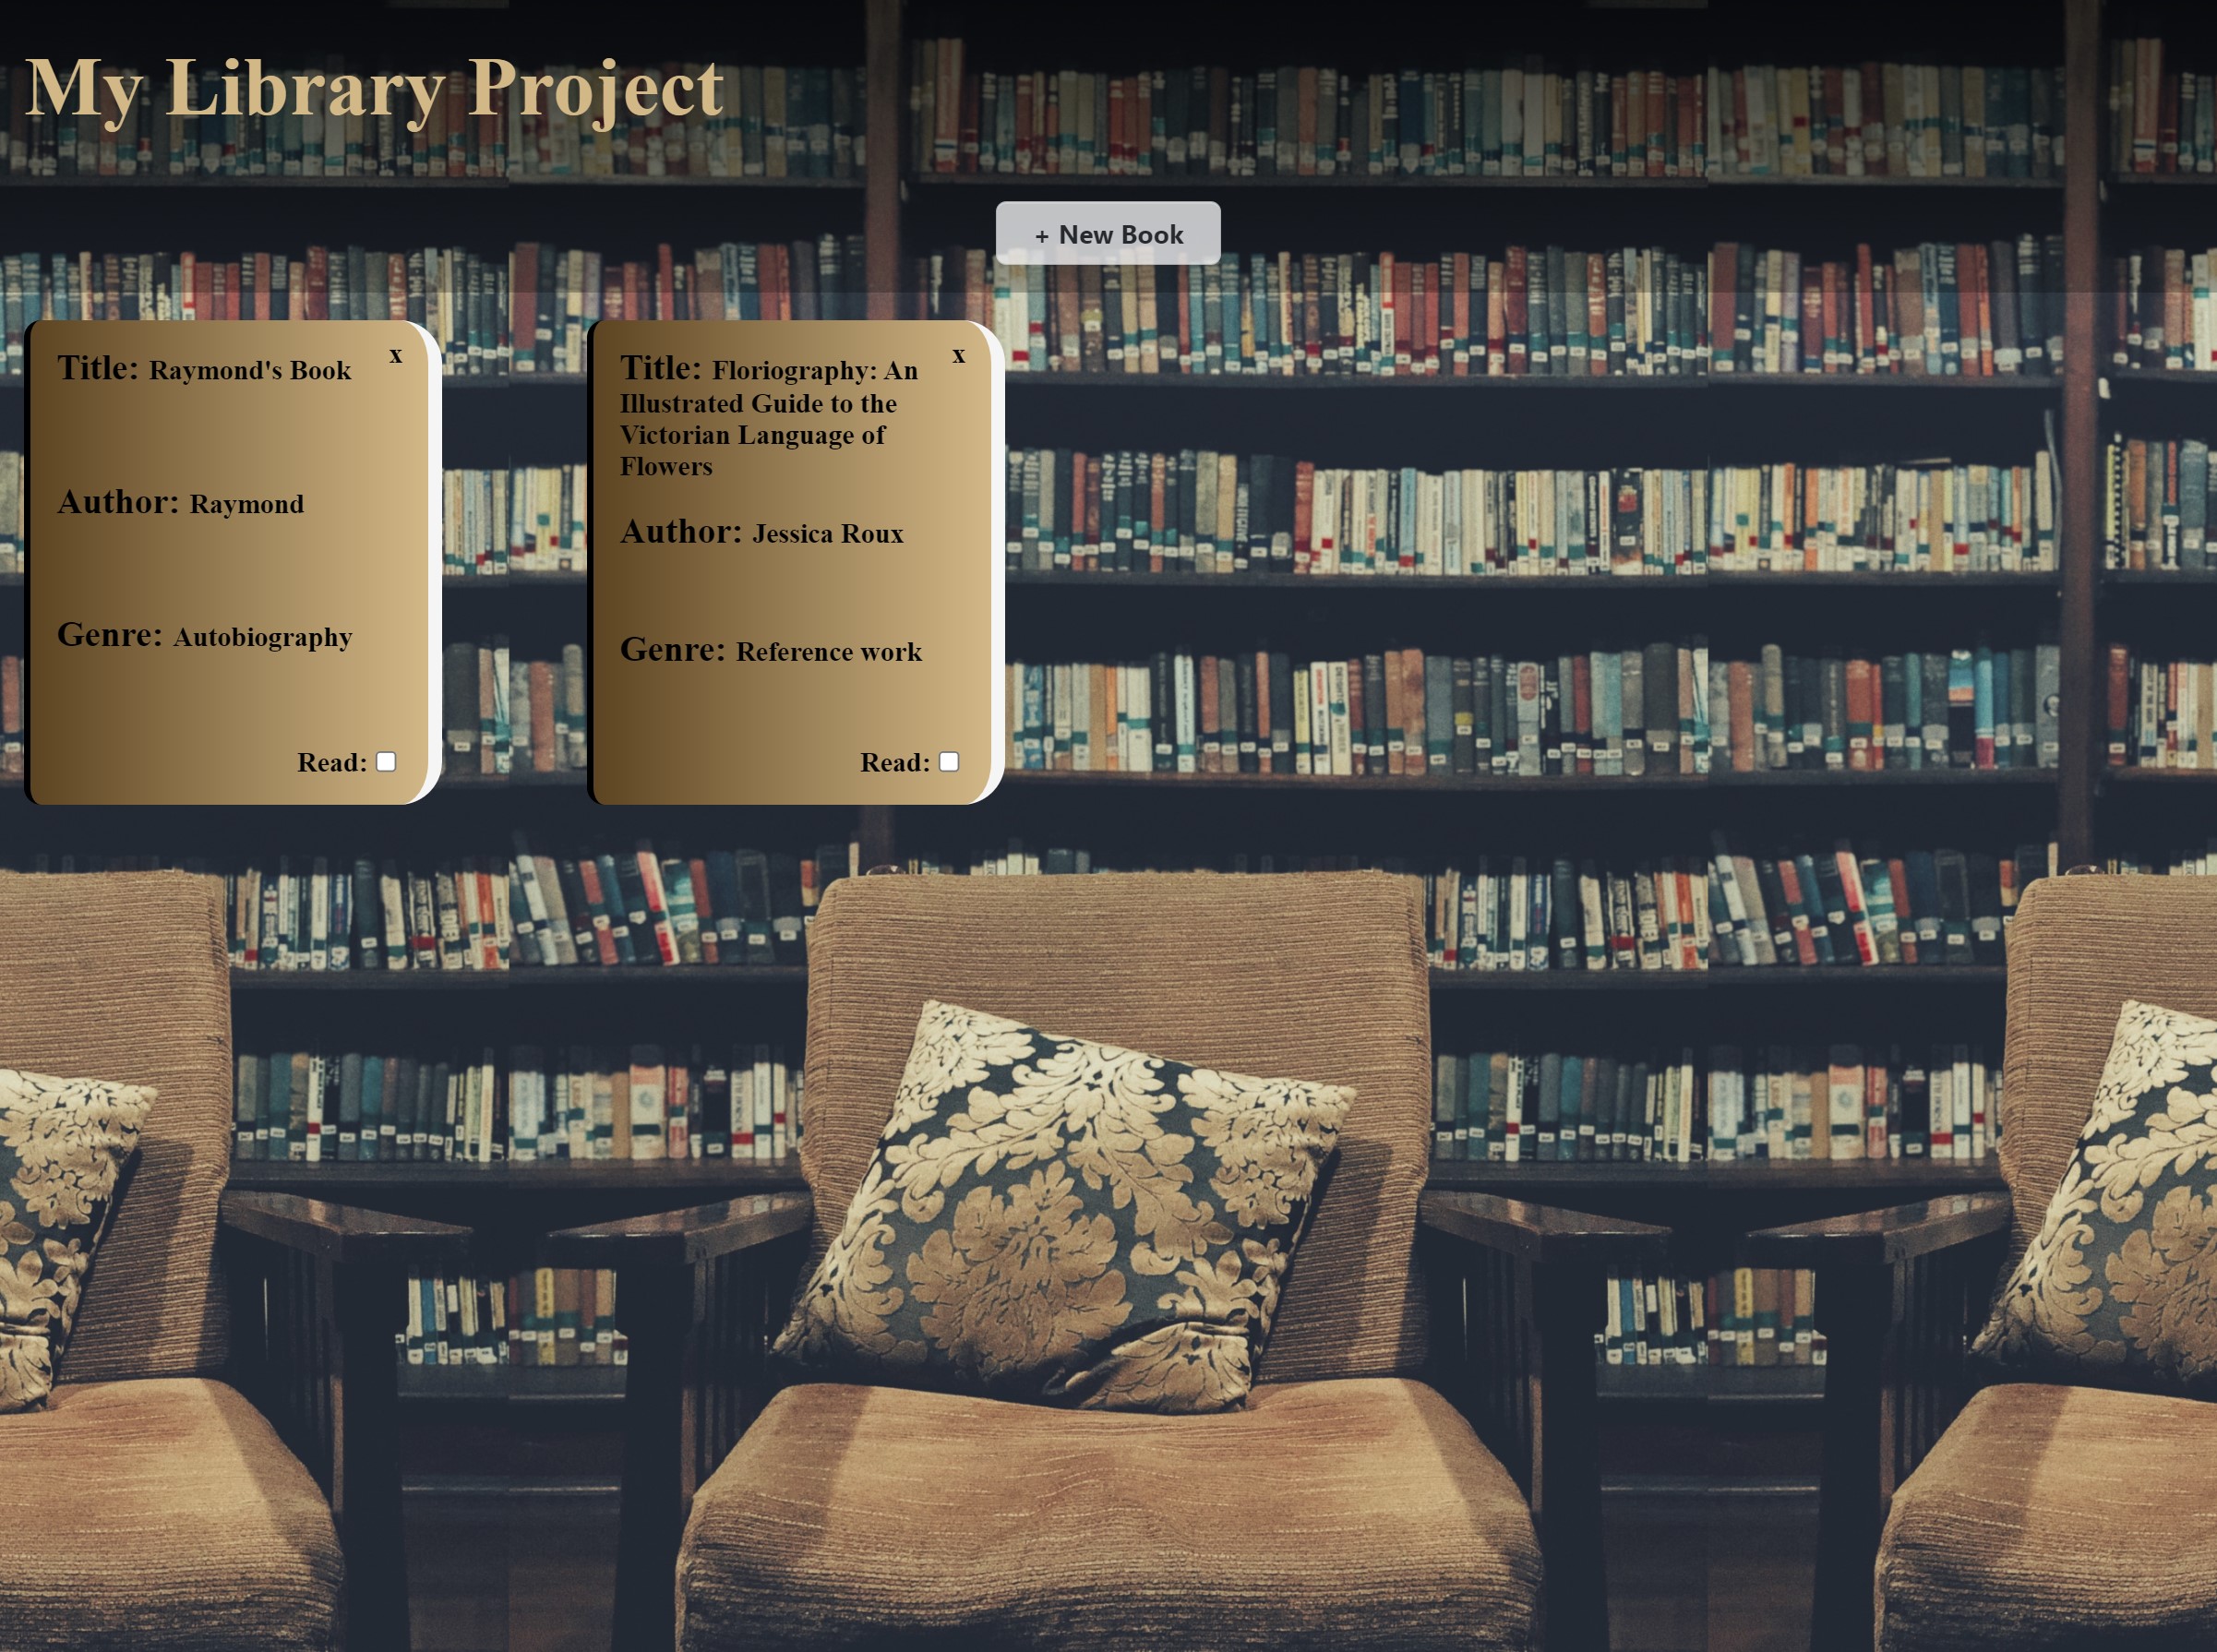 My Library Project
+ New Book
Title: Raymond's Book
x
Author: Raymond
Genre: Autobiography
Read:
Title: Floriography: An
x
Illustrated Guide to the
Victorian Language of
Flowers
Author: Jessica Roux
Genre: Reference work
Read: